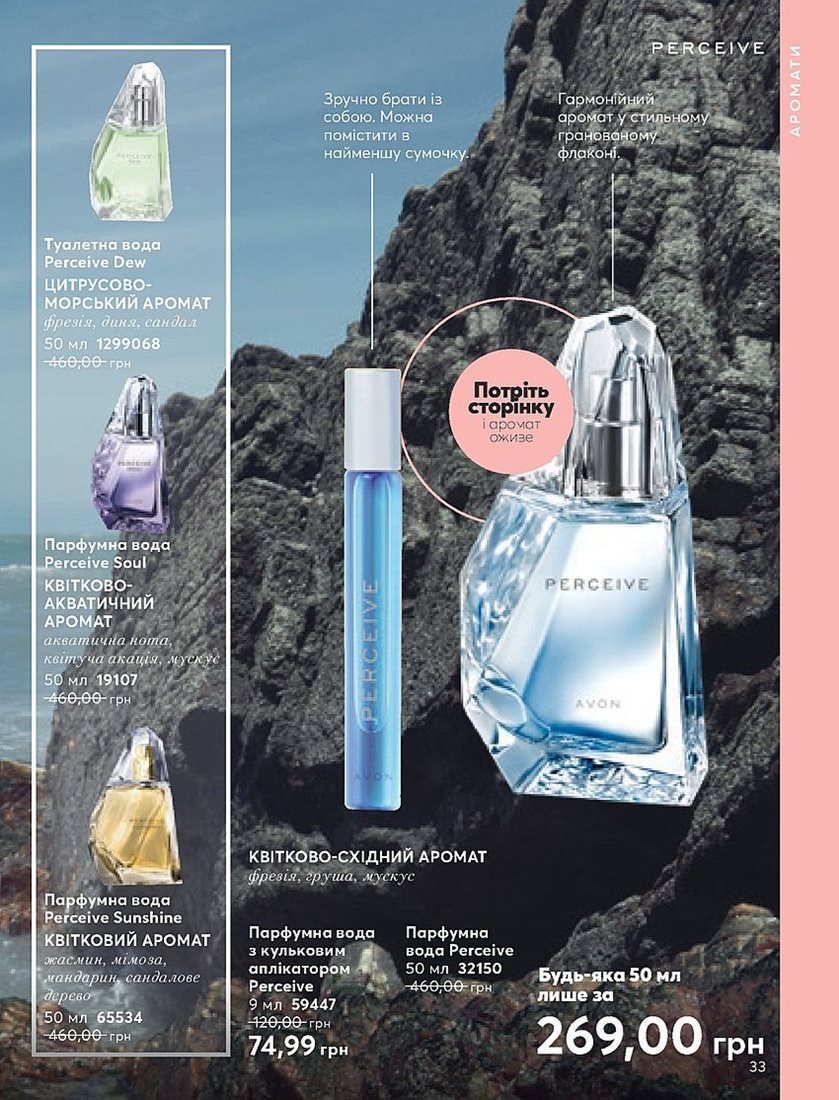 PERCEIVE
АРОМАТИ
Зручно брати із
собою. Можна
помістити в
найменшу сумочку.
Гармонійний
аромат у стильному
гранованому
флаконі.
PERCEIVE
DEW
Туалетна вода
Perceive Dew
ЦИТРУСОВО-
МОРСЬКИЙ АРОМАТ
фрезія, диня, сандал
50 мл 1299068
460,00 грн
PERCEIVE
Парфумна вода
Perceive Soul
КВІТКОВО-
АКВАТИЧНИЙ
АРОМАТ
акватична нота,
квітуча акація, мускус
50 мл 19107
460,00 грн
PERCEIVE
Парфумна вода
Perceive Sunshine
КВІТКОВИЙ АРОМАТ
жасмин, мімоза,
мандарин, сандалове
дерево
50 мл 65534
460,00 грн
Потріть
сторінку
і аромат
оживе
PERCEIVE
AVON
PERCEIVE
AVON
КВІТКОВО-СХІДНИЙ АРОМАТ
фрезія, груша, мускус
Парфумна вода
з кульковим
аплікатором
Perceive
9 мл 59447
120,00 грн
74,99 грн
Парфумна
вода Perceive
50 мл 32150
460,00 грн
Будь-яка 50 мл
лише за
269,00 грн
33